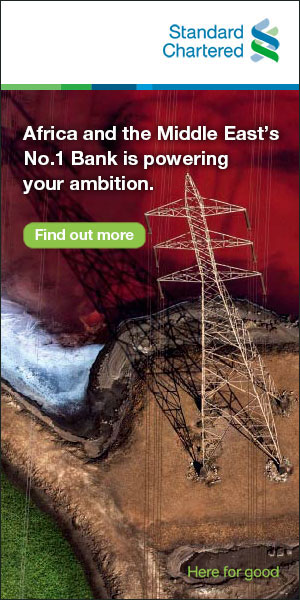 Standard
Chartered
Africa and the Middle East's
No.1 Bank is powering
your ambition.
Find out more
Here for good